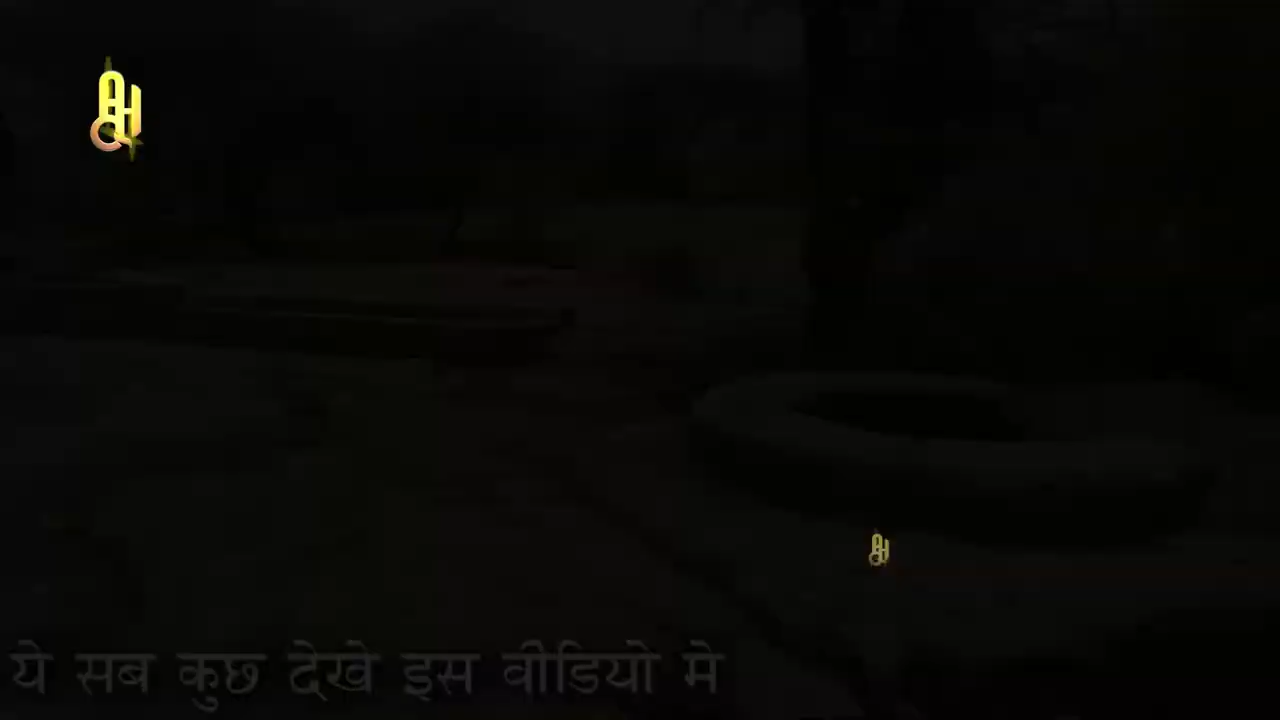 ये सब कुछ देखे इस वीडियो मे